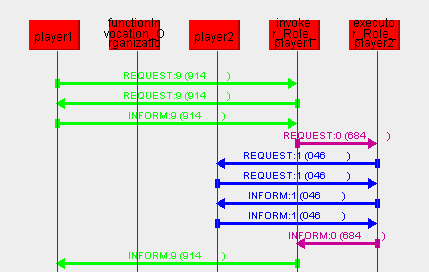 player1
functionIn
vocation_O
rganizatio
player2
invoke
r_Role_
player1
executo
r_Role_
player2
REQUEST:9 (914 )
REQUEST:9 (914 )
INFORM:9 (914 )
REQUEST:0 (684 )
REQUEST:1 (046 )
REQUEST:1 (046 )
INFORM:1 (046 )
INFORM:1 (046 )
INFORM:0 (684 )
INFORM:9 (914 )